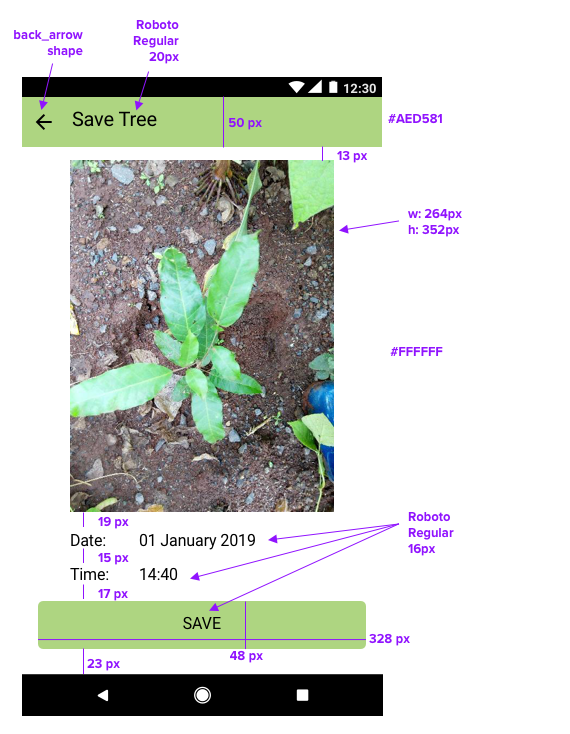 back_arrow
shape
Roboto
Regular
20px
12:30
Save Tree
50 px
#AED581
13 px
w: 264px
h: 352px
#FFFFFF
19 px
Roboto
Regular
16px
Date: 01 January 2019
15 px
Time: 14:40
17 px
SAVE
328 px
48 px
23 px